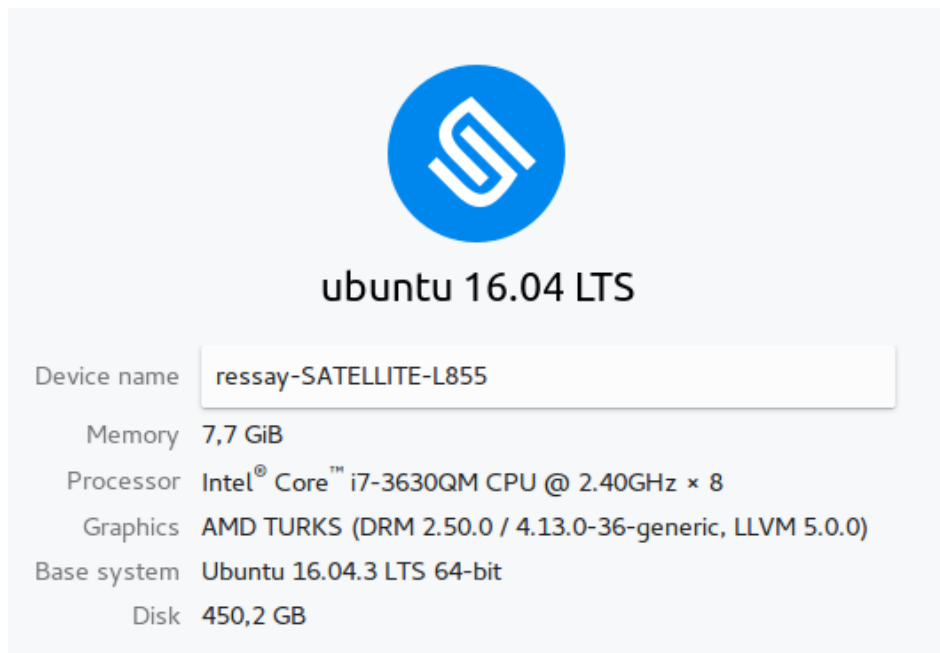 ubuntu 16.04 LTS
Device name ressay-SATELLITE-L855
Memory 7,7 GiB
Processor Intel® Core™ i7-3630QM CPU @ 2.40GHz × 8
Graphics AMD TURKS (DRM 2.50.0 / 4.13.0-36-generic, LLVM 5.0.0)
Base system Ubuntu 16.04.3 LTS 64-bit
Disk 450,2 GB